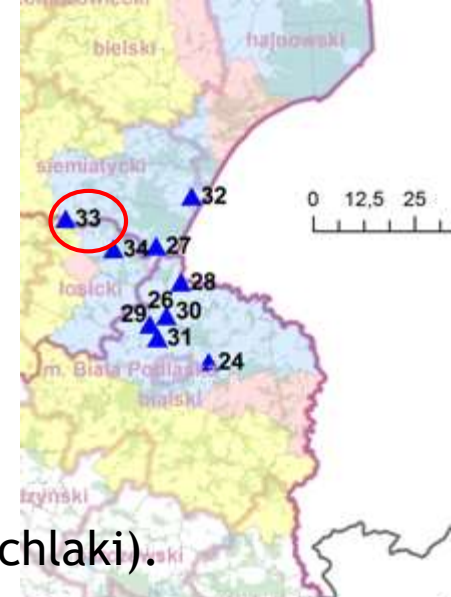 bielski
hajnowski
siemiatycki
32
0 12,5 25
33
34 27
łosicki
28
26
29 30
31
m. Biała Podlaska
24
bialski
chlaki).